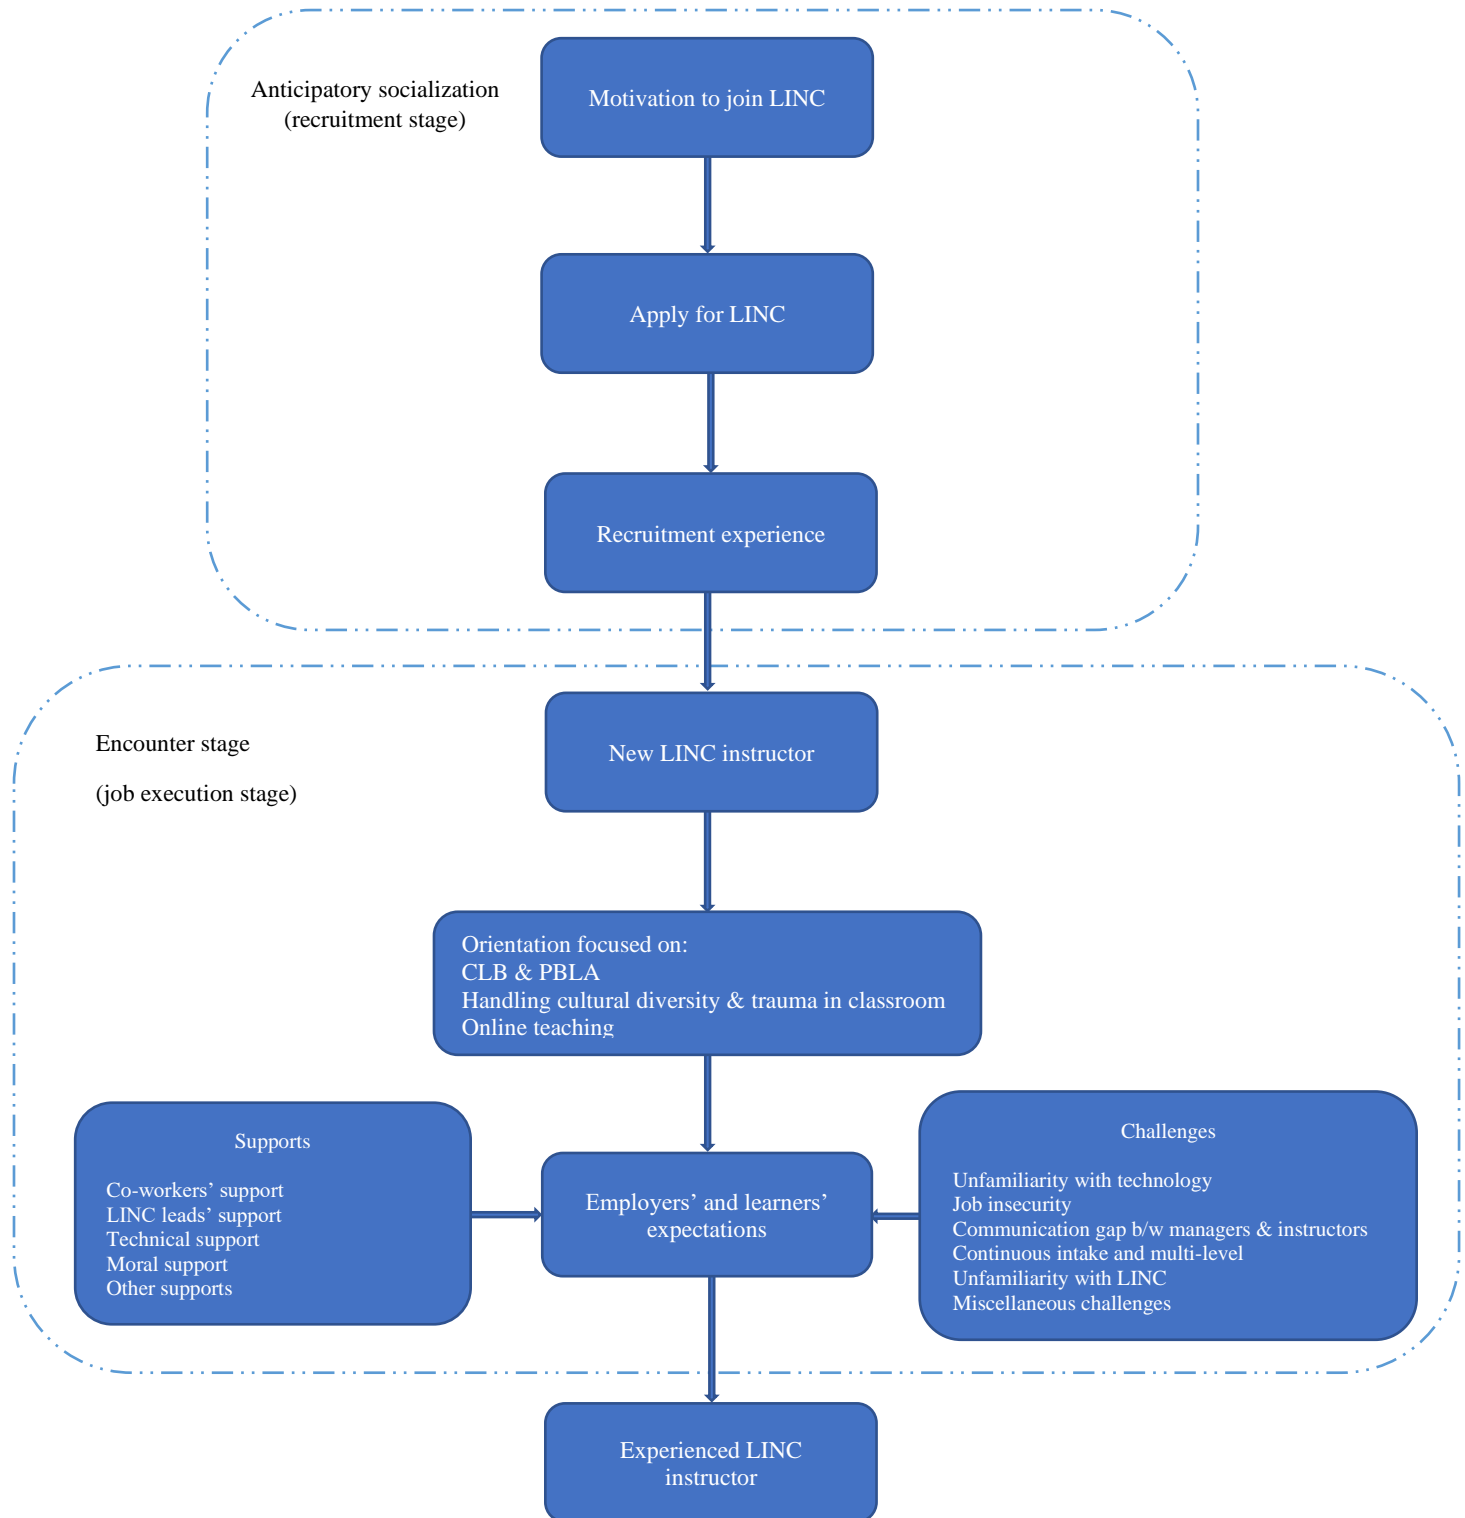 Anticipatory socialization
(recruitment stage)
Motivation to join LINC
Apply for LINC
Recruitment experience
Encounter stage
(job execution stage)
New LINC instructor
Orientation focused on:
CLB & PBLA
Handling cultural diversity & trauma in classroom
Online teaching
Supports
Co-workers’ support
LINC leads’ support
Technical support
Moral support
Other supports
Employers’ and learners’
expectations
Challenges
Unfamiliarity with technology
Job insecurity
Communication gap b/w managers & instructors
Continuous intake and multi-level
Unfamiliarity with LINC
Miscellaneous challenges
Experienced LINC
instructor